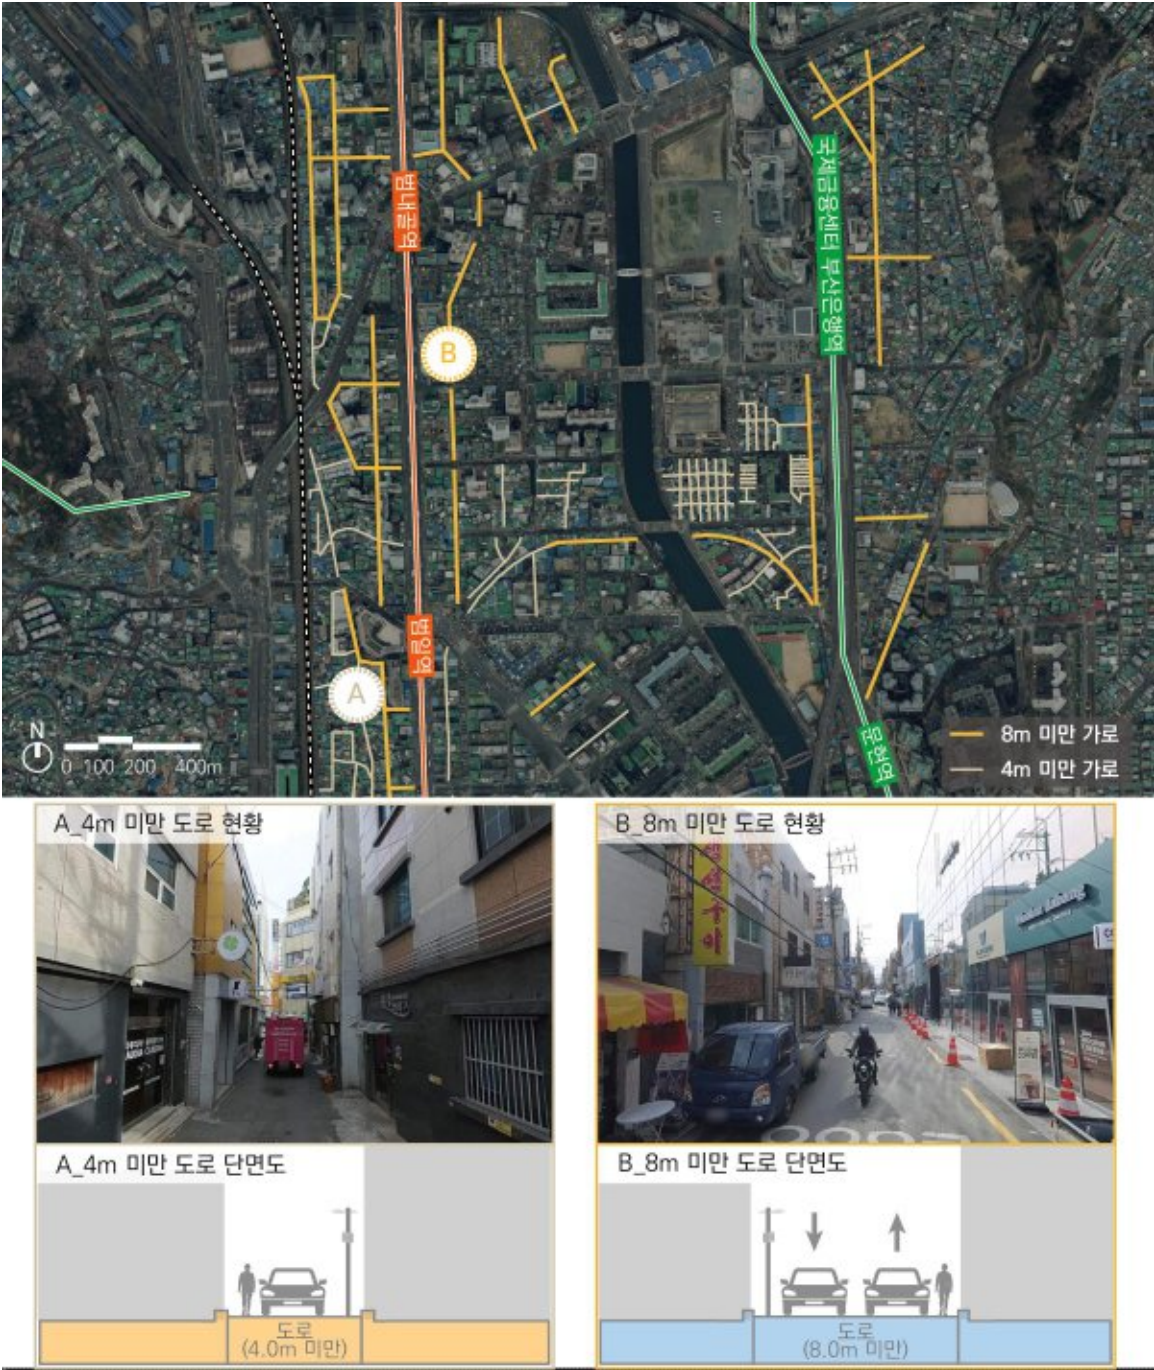 국제금융센터 부산은행역
범내골역
B
범일역
A
문현역
N
0 100 200 400m
8m 미만 가로
4m 미만 가로
A_4m 미만 도로 현황
B_8m 미만 도로 현황
A_4m 미만 도로 단면도
B_8m 미만 도로 단면도
도로
(4.0m 미만)
도로
(8.0m 미만)